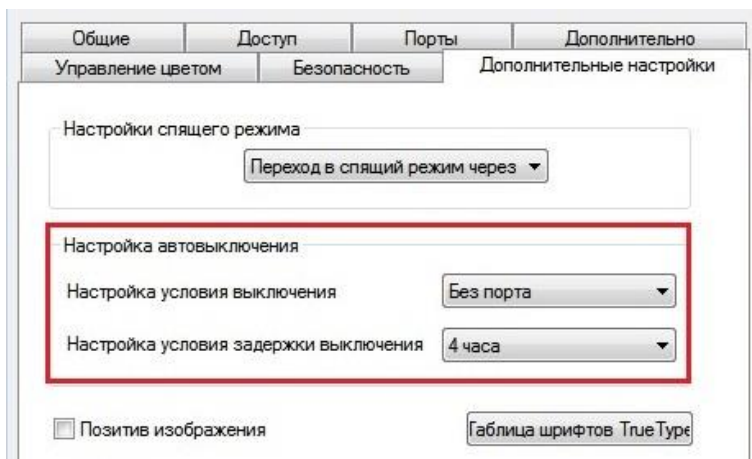 Общие Доступ Порты Дополнительно
Управление цветом Безопасность Дополнительные настройки
Настройки спящего режима
Переход в спящий режим через
Настройка автовыключения
Настройка условия выключения Без порта
Настройка условия задержки выключения 4 часа
Позитив изображения Таблица шрифтов TrueType